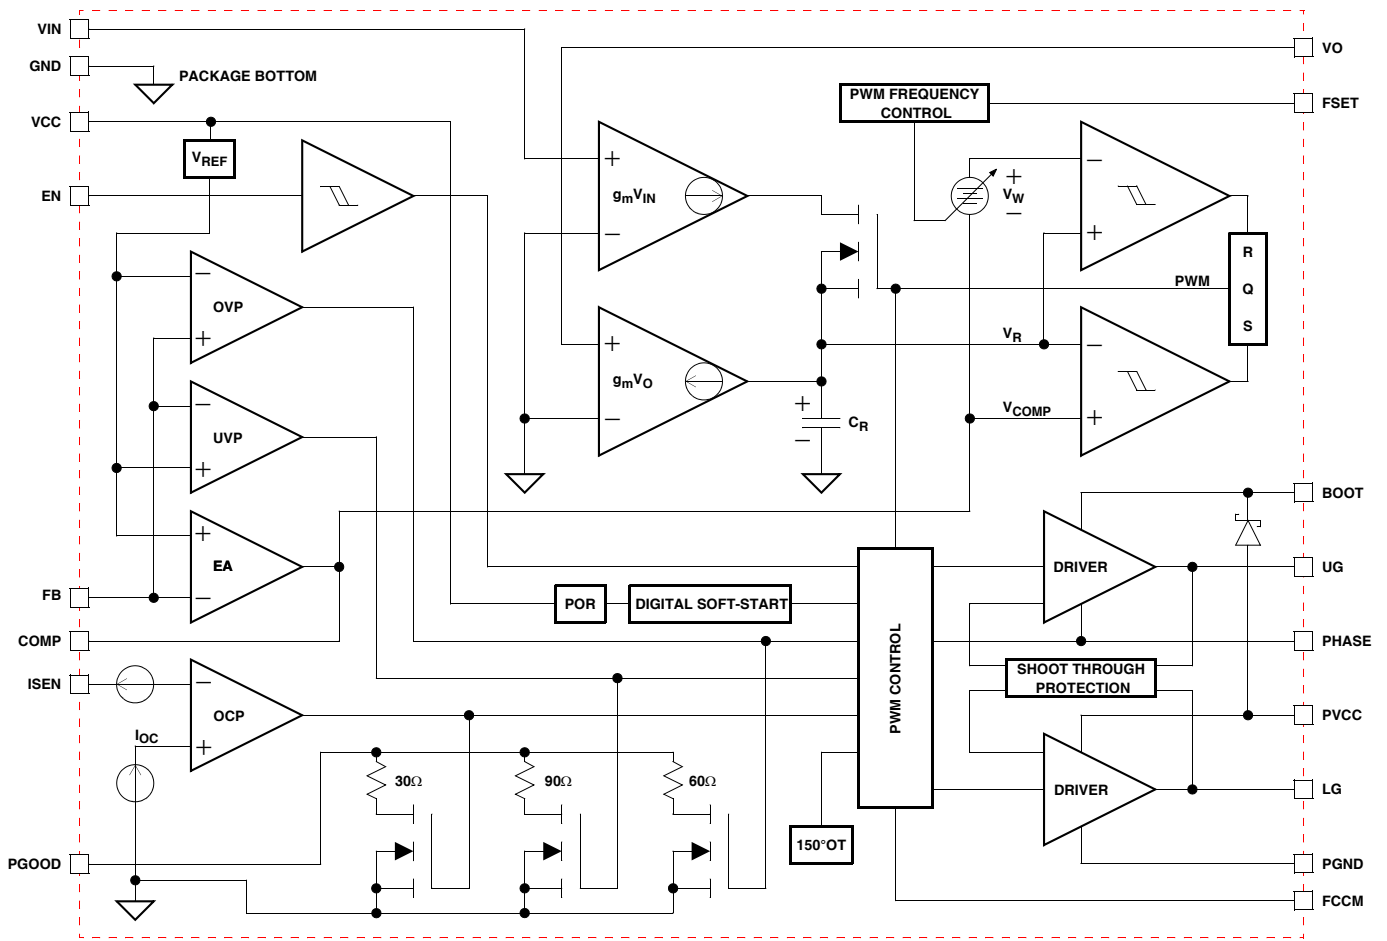 VIN
VO
GND
PACKAGE BOTTOM
PWM FREQUENCY
CONTROL
FSET
VCC
VREF
EN
+
gmVIN
−
+
VW
−
−
+
R
Q
S
PWM
−
OVP
+
+
gmVO
−
VR
−
VCOMP
+
+
−
CR
−
UVP
+
BOOT
+
EA
−
DRIVER
UG
FB
POR
DIGITAL SOFT-START
COMP
PHASE
PWM CONTROL
SHOOT THROUGH
PROTECTION
ISEN
−
OCP
+
IOC
PVCC
30Ω
90Ω
60Ω
DRIVER
LG
150°OT
PGOOD
PGND
FCCM